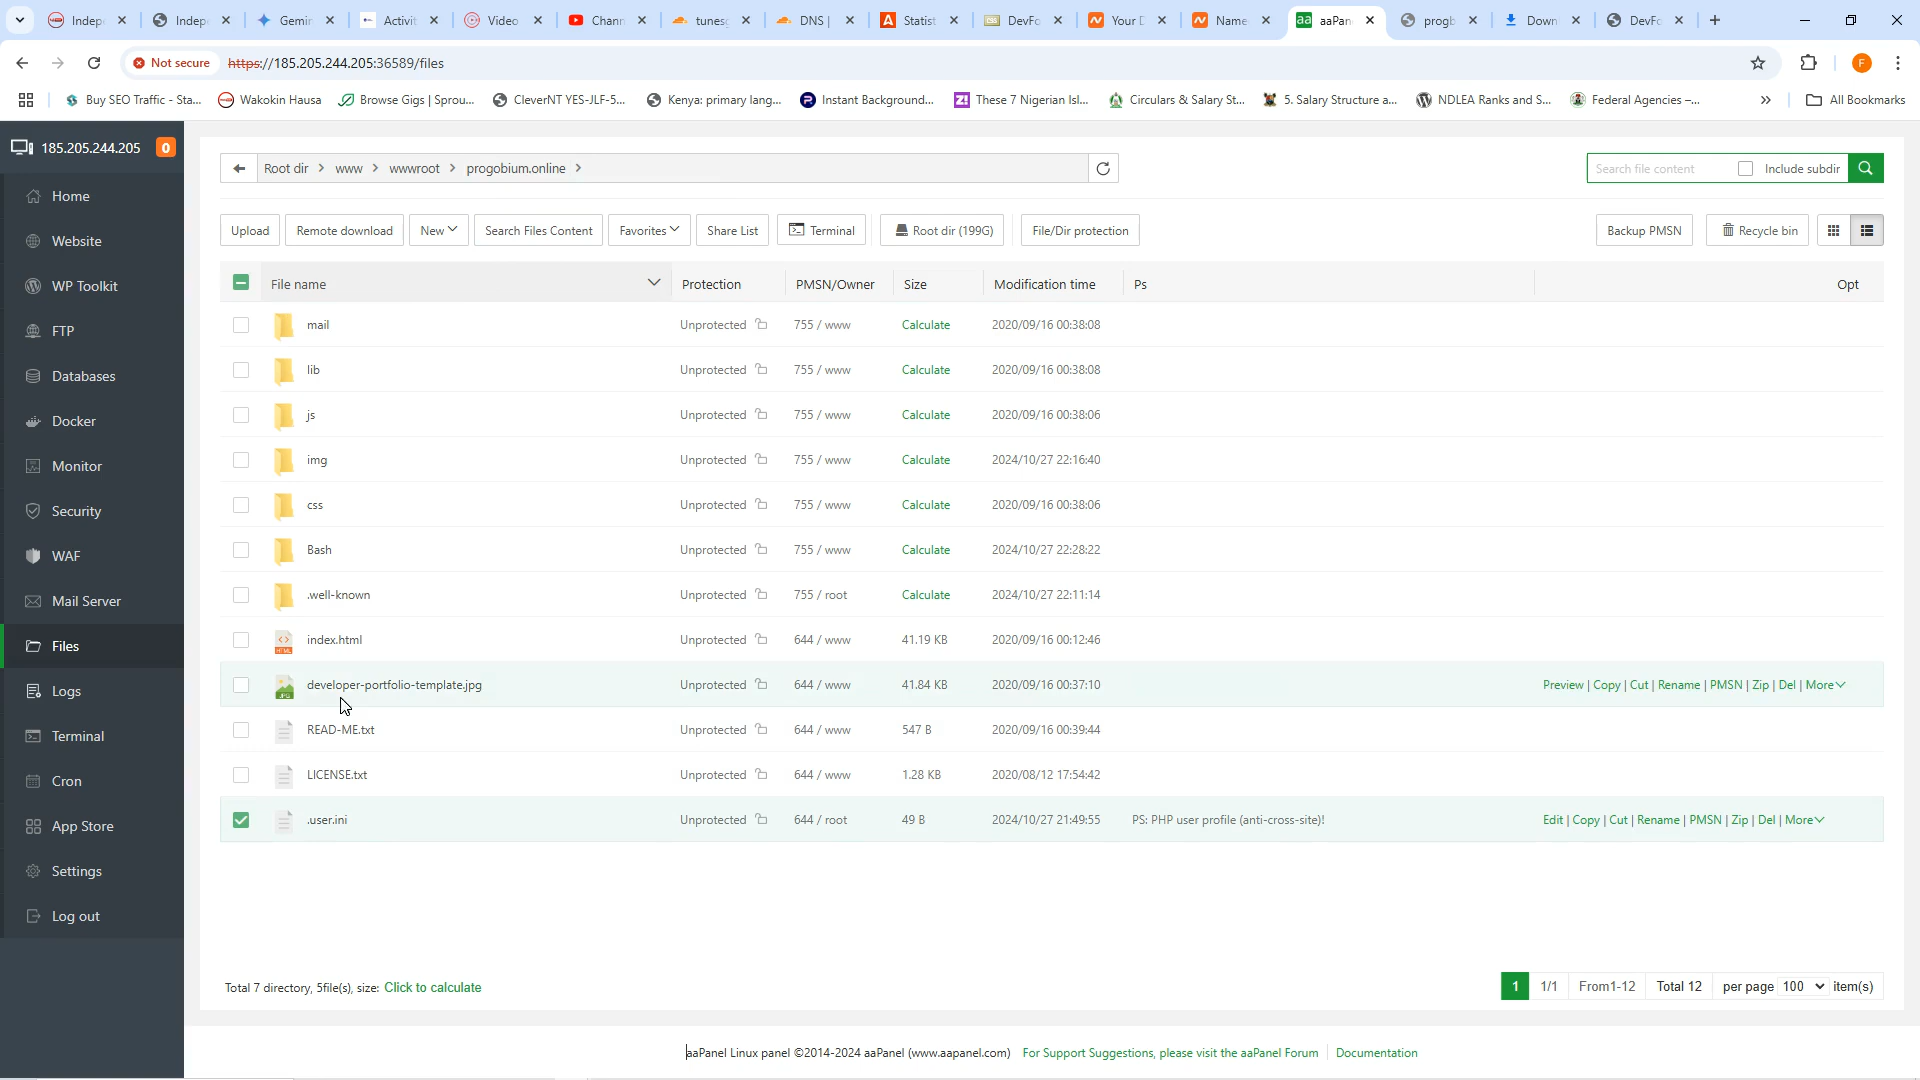 Indepe
Indepe
Gemin
Activit
Video
Chann
tunesg
DNS |
Statist
DevFo
Your D
Name
aaPan
progb
Down
DevFo
Not secure
https://185.205.244.205:36589/files
F
Buy SEO Traffic - Sta...
Wakokin Hausa
Browse Gigs | Sprou...
CleverNT YES-JLF-5...
Kenya: primary lang...
Instant Background...
These 7 Nigerian Isl...
Circulars & Salary St...
5. Salary Structure a...
NDLEA Ranks and S...
Federal Agencies –...
All Bookmarks
185.205.244.205 0
Home
Website
WP Toolkit
FTP
Databases
Docker
Monitor
Security
WAF
Mail Server
Files
Logs
Terminal
Cron
App Store
Settings
Log out
Root dir > www > wwwroot > progobium.online >
Search file content Include subdir
Upload Remote download New Search Files Content Favorites Share List Terminal Root dir (199G) File/Dir protection Backup PMSN Recycle bin
File name Protection PMSN/Owner Size Modification time Ps Opt
mail Unprotected 755 / www Calculate 2020/09/16 00:38:08
lib Unprotected 755 / www Calculate 2020/09/16 00:38:08
js Unprotected 755 / www Calculate 2020/09/16 00:38:06
img Unprotected 755 / www Calculate 2024/10/27 22:16:40
css Unprotected 755 / www Calculate 2020/09/16 00:38:06
Bash Unprotected 755 / www Calculate 2024/10/27 22:28:22
.well-known Unprotected 755 / root Calculate 2024/10/27 22:11:14
index.html Unprotected 644 / www 41.19 KB 2020/09/16 00:12:46
developer-portfolio-template.jpg Unprotected 644 / www 41.84 KB 2020/09/16 00:37:10 Preview | Copy | Cut | Rename | PMSN | Zip | Del | More
READ-ME.txt Unprotected 644 / www 547 B 2020/09/16 00:39:44
LICENSE.txt Unprotected 644 / www 1.28 KB 2020/08/12 17:54:42
.user.ini Unprotected 644 / root 49 B 2024/10/27 21:49:55 PS: PHP user profile (anti-cross-site)! Edit | Copy | Cut | Rename | PMSN | Zip | Del | More
Total 7 directory, 5file(s), size: Click to calculate
1 1/1 From1-12 Total 12 per page 100 item(s)
aaPanel Linux panel ©2014-2024 aaPanel (www.aapanel.com) For Support Suggestions, please visit the aaPanel Forum Documentation